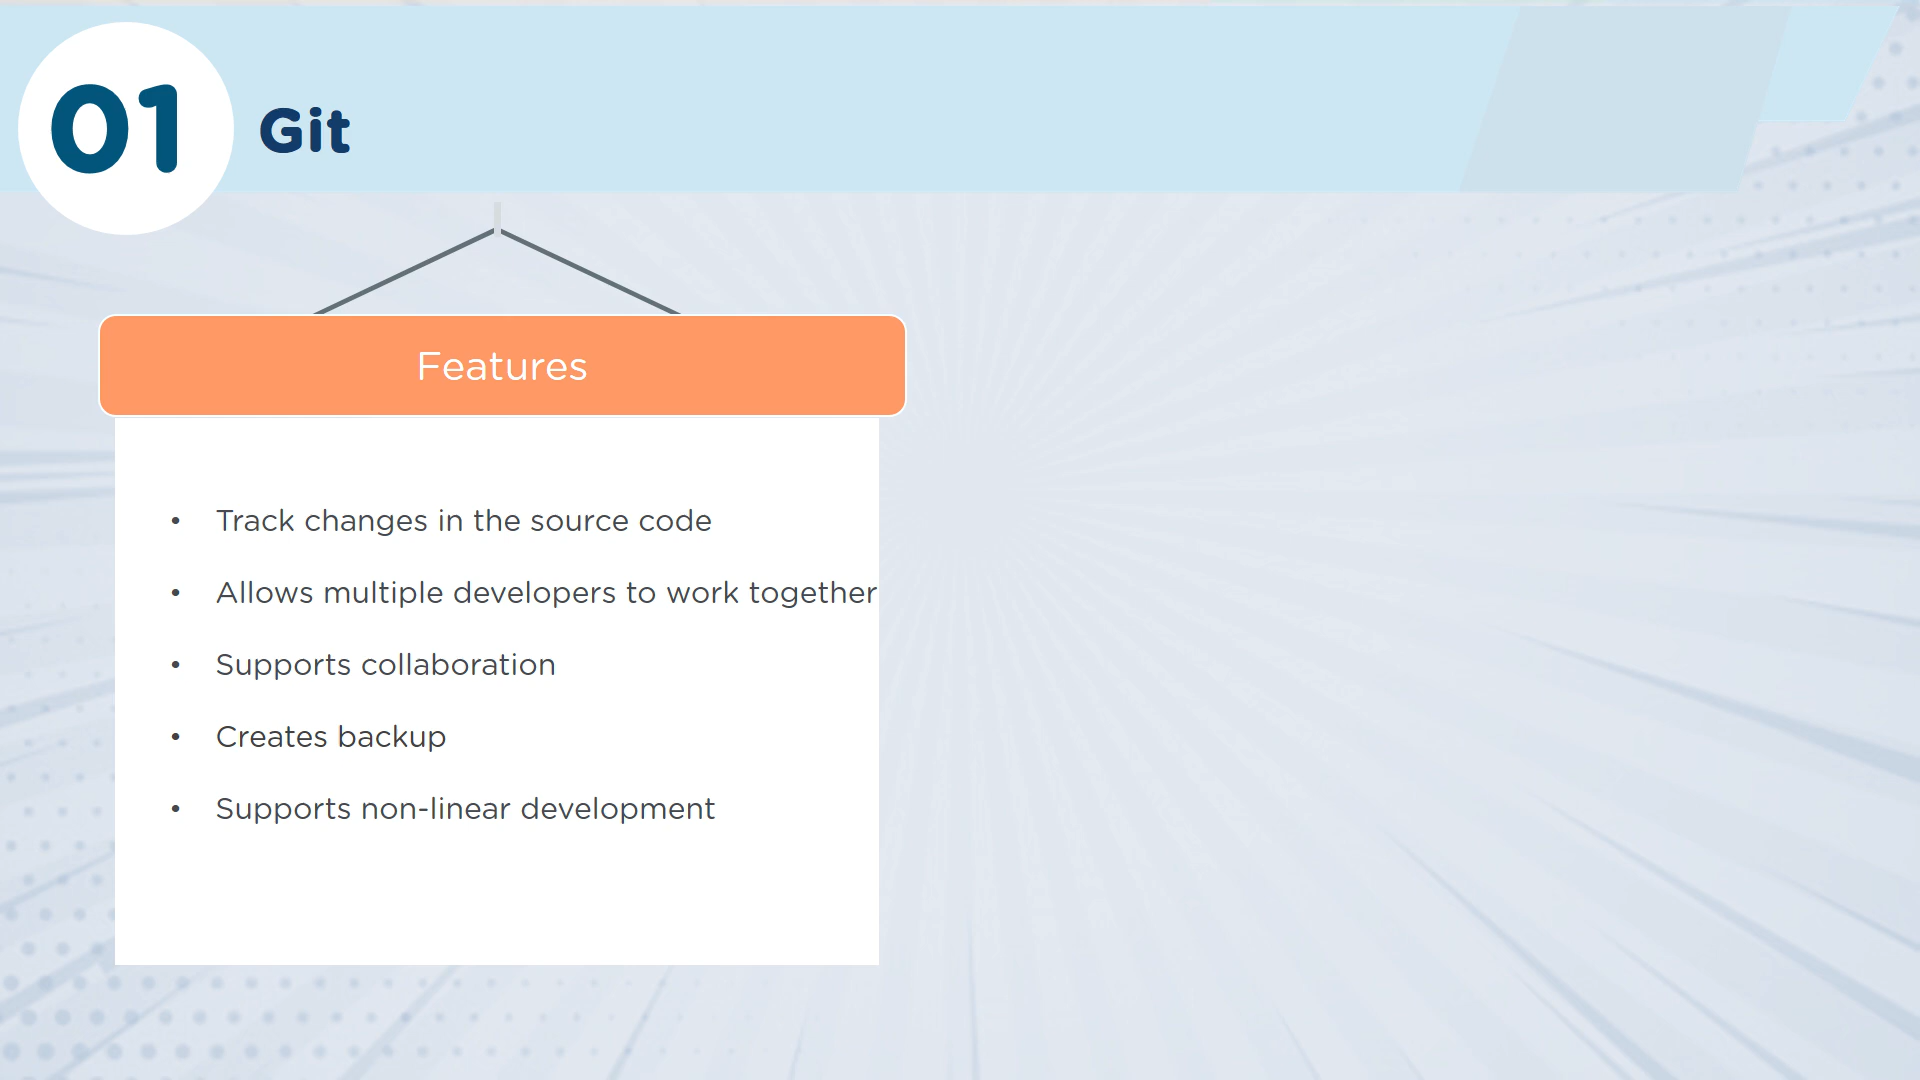 01
Git
Features
• Track changes in the source code
• Allows multiple developers to work together
• Supports collaboration
• Creates backup
• Supports non-linear development